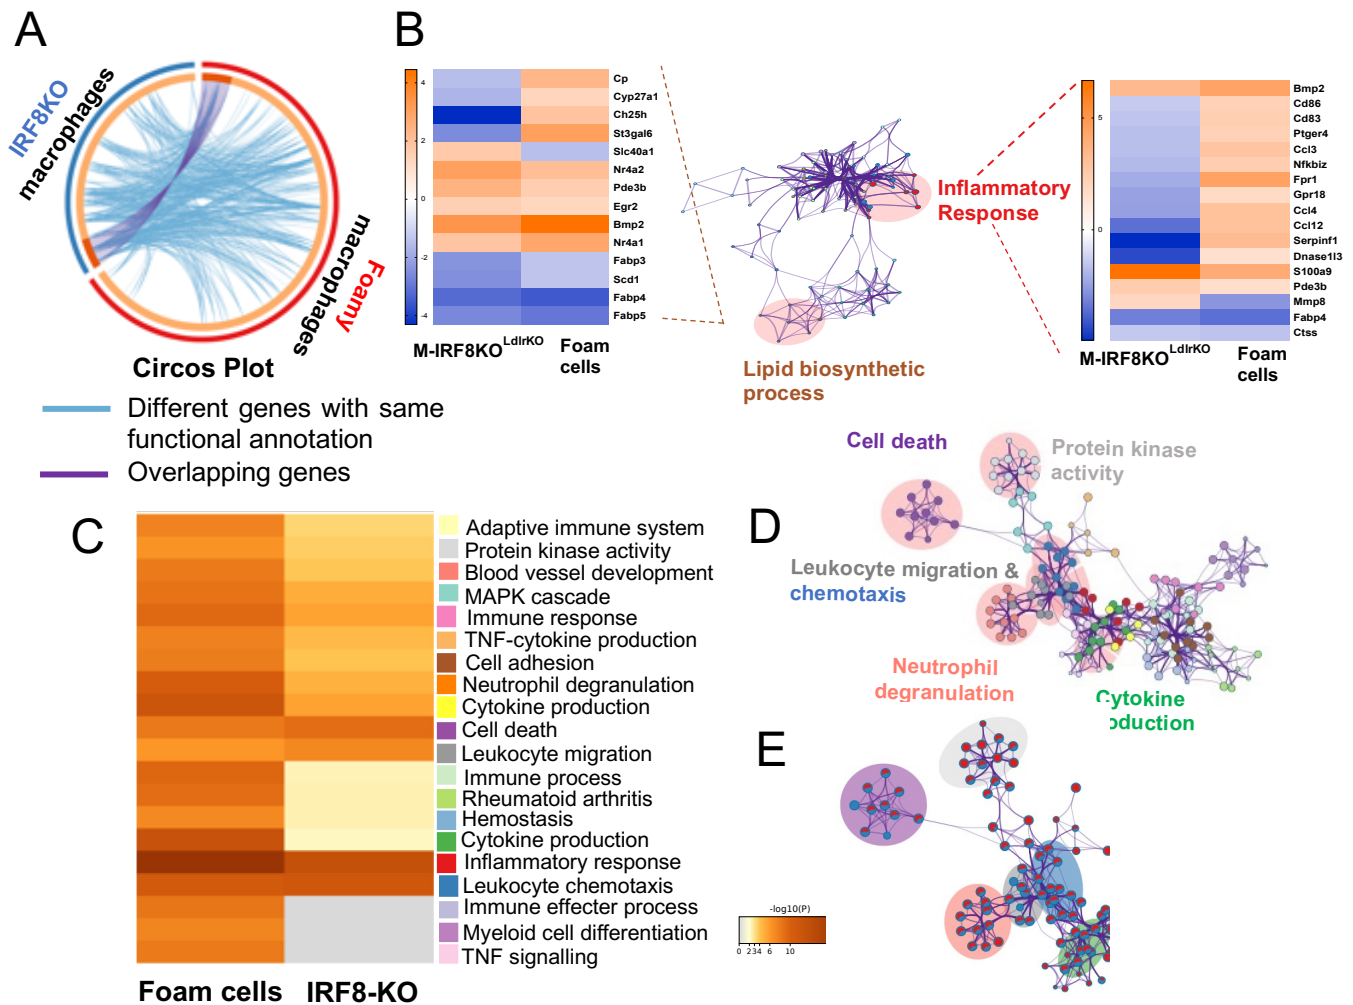 A
IRF8KO
macrophages
Foamy
macrophages
Circos Plot
Different genes with same
functional annotation
Overlapping genes
B
4
2
0
-2
-4
Cp
Cyp27a1
Ch25h
St3gal6
Slc40a1
Nr4a2
Pde3b
Egr2
Bmp2
Nr4a1
Fabp3
Scd1
Fabp4
Fabp5
M-IRF8KO LdlrKO
Foam
cells
Inflammatory
Response
Lipid biosynthetic
process
5
0
Bmp2
Cd86
Cd83
Ptger4
Ccl3
Nfkbiz
Fpr1
Gpr18
Ccl4
Ccl12
Serpinf1
Dnase1l3
S100a9
Pde3b
Mmp8
Fabp4
Ctss
M-IRF8KO LdlrKO
Foam
cells
C
Adaptive immune system
Protein kinase activity
Blood vessel development
MAPK cascade
Immune response
TNF-cytokine production
Cell adhesion
Neutrophil degranulation
Cytokine production
Cell death
Leukocyte migration
Immune process
Rheumatoid arthritis
Hemostasis
Cytokine production
Inflammatory response
Leukocyte chemotaxis
Immune effecter process
Myeloid cell differentiation
TNF signalling
Foam cells
IRF8-KO
-log10(P)
0 2 3 4 6 10
D
Cell death
Protein kinase
activity
Leukocyte migration &
chemotaxis
Neutrophil
degranulation
Cytokine
oduction
E